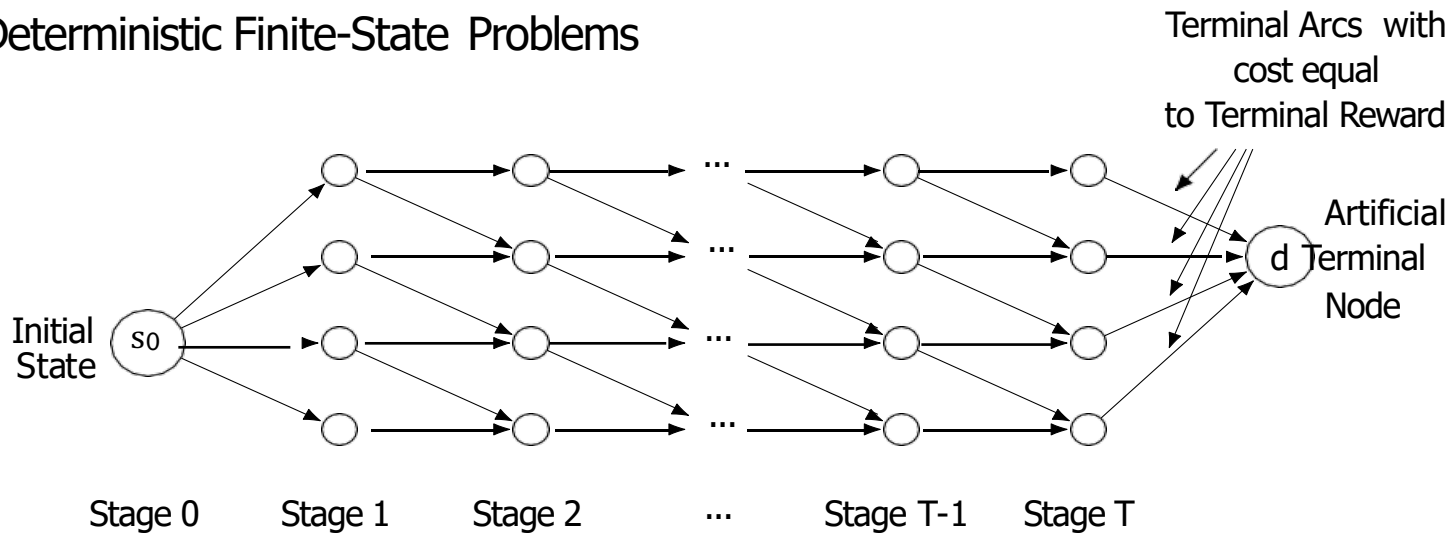 Deterministic Finite-State Problems
Terminal Arcs with
cost equal
to Terminal Reward
...
Artificial
...
d Terminal
Node
Initial
State
s0
...
...
Stage 0 Stage 1 Stage 2 ... Stage T-1 Stage T